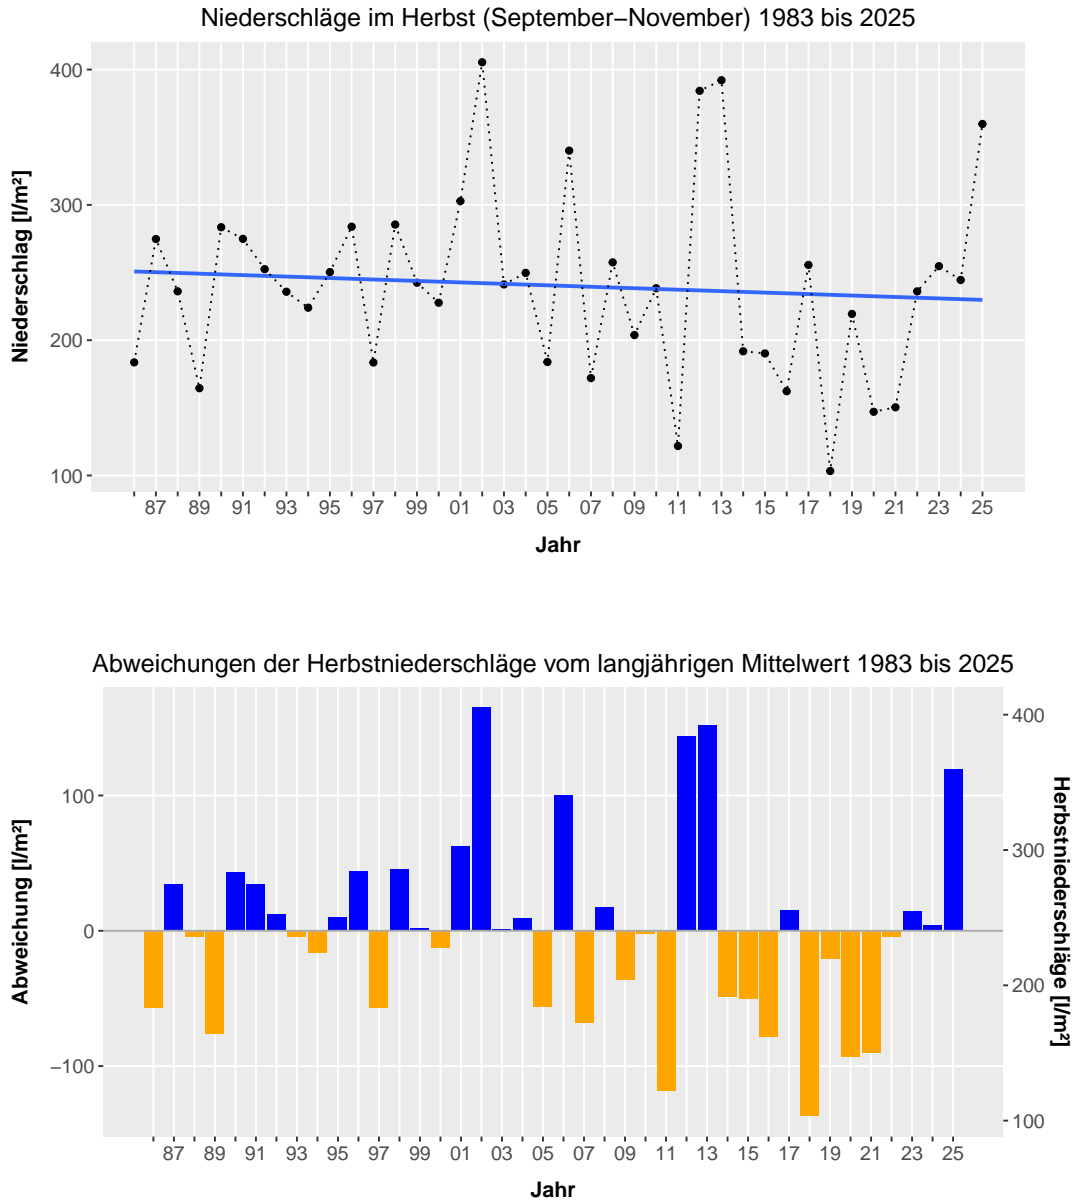 Niederschläge im Herbst (September−November) 1983 bis 2025
Niederschlag [l/m²]
400
300
200
100
87 89 91 93 95 97 99 01 03 05 07 09 11 13 15 17 19 21 23 25
Jahr
Abweichungen der Herbstniederschläge vom langjährigen Mittelwert 1983 bis 2025
Abweichung [l/m²]
100
0
−100
400
300
200
100
Herbstniederschläge [l/m²]
87 89 91 93 95 97 99 01 03 05 07 09 11 13 15 17 19 21 23 25
Jahr